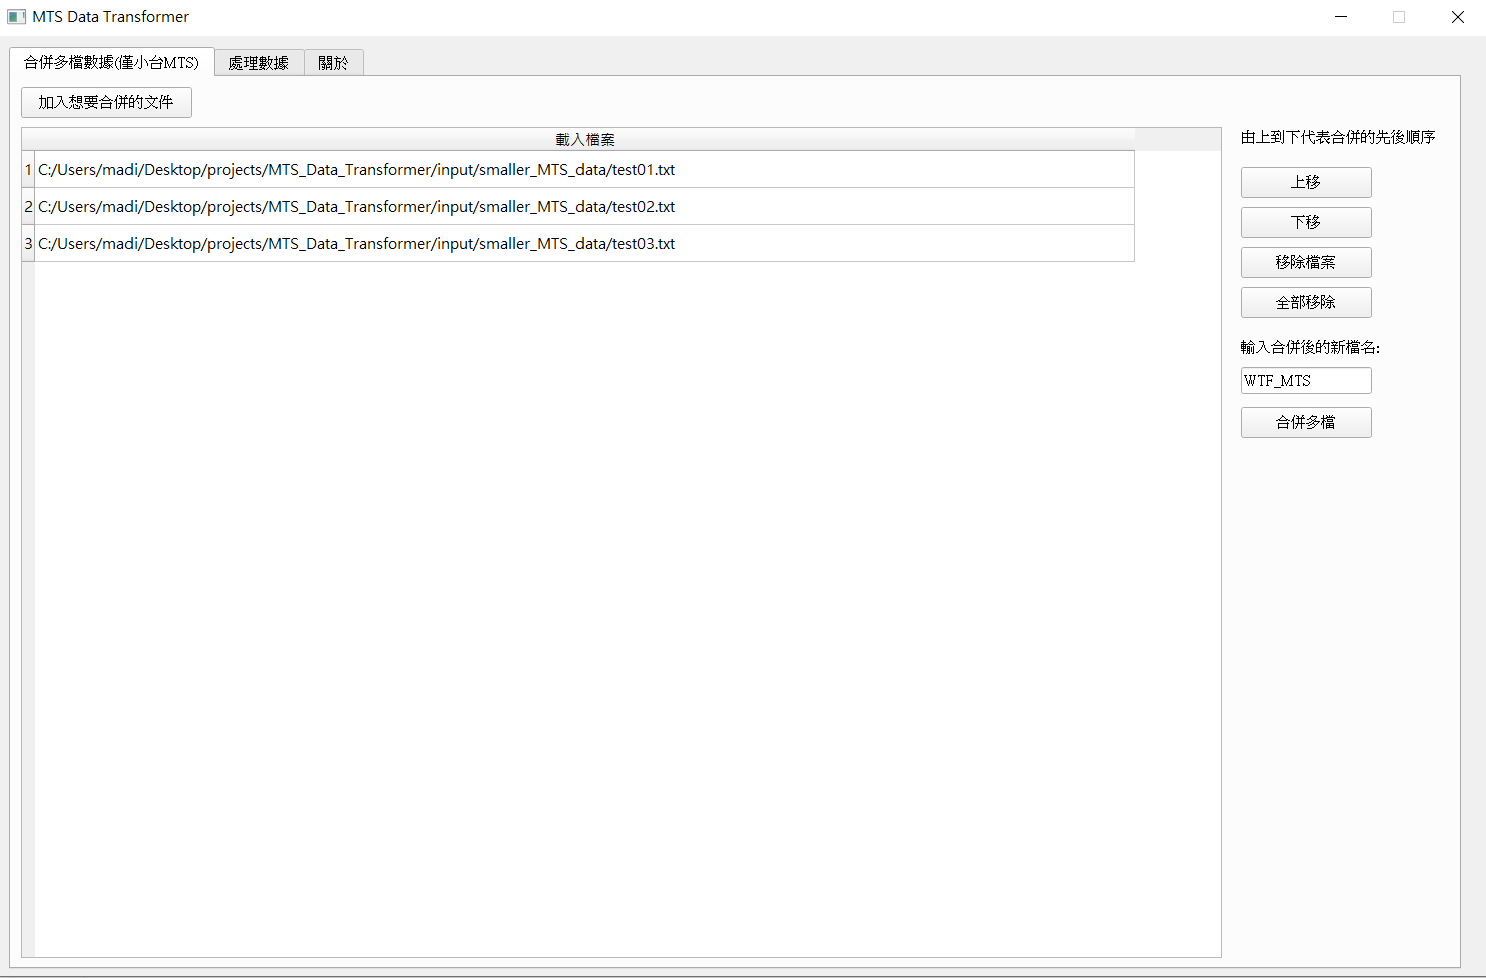 MTS Data Transformer
合併多檔數據(僅小台MTS)
處理數據
關於
加入想要合併的文件
載入檔案
1 C:/Users/madi/Desktop/projects/MTS_Data_Transformer/input/smaller_MTS_data/test01.txt
2 C:/Users/madi/Desktop/projects/MTS_Data_Transformer/input/smaller_MTS_data/test02.txt
3 C:/Users/madi/Desktop/projects/MTS_Data_Transformer/input/smaller_MTS_data/test03.txt
由上到下代表合併的先後順序
上移
下移
移除檔案
全部移除
輸入合併後的新檔名:
WTF_MTS
合併多檔